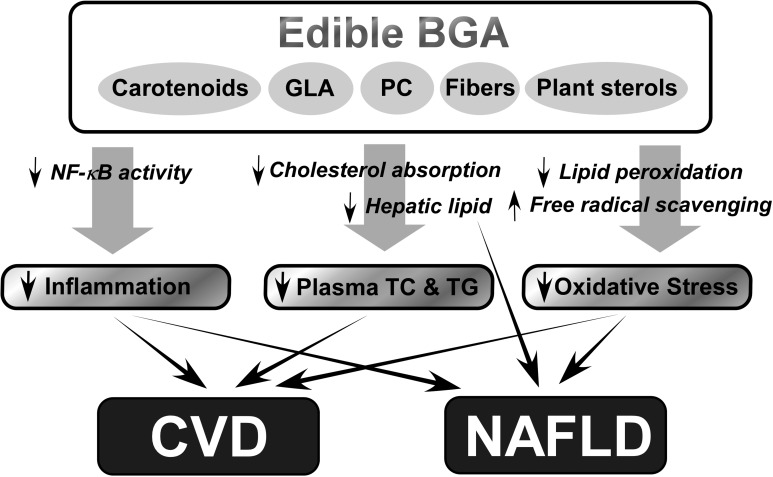 Edible BGA
Carotenoids GLA PC Fibers Plant sterols
↓ NF-κB activity
↓ Cholesterol absorption
↓ Hepatic lipid
↓ Lipid peroxidation
↑ Free radical scavenging
↓ Inflammation
↓ Plasma TC & TG
↓ Oxidative Stress
CVD
NAFLD